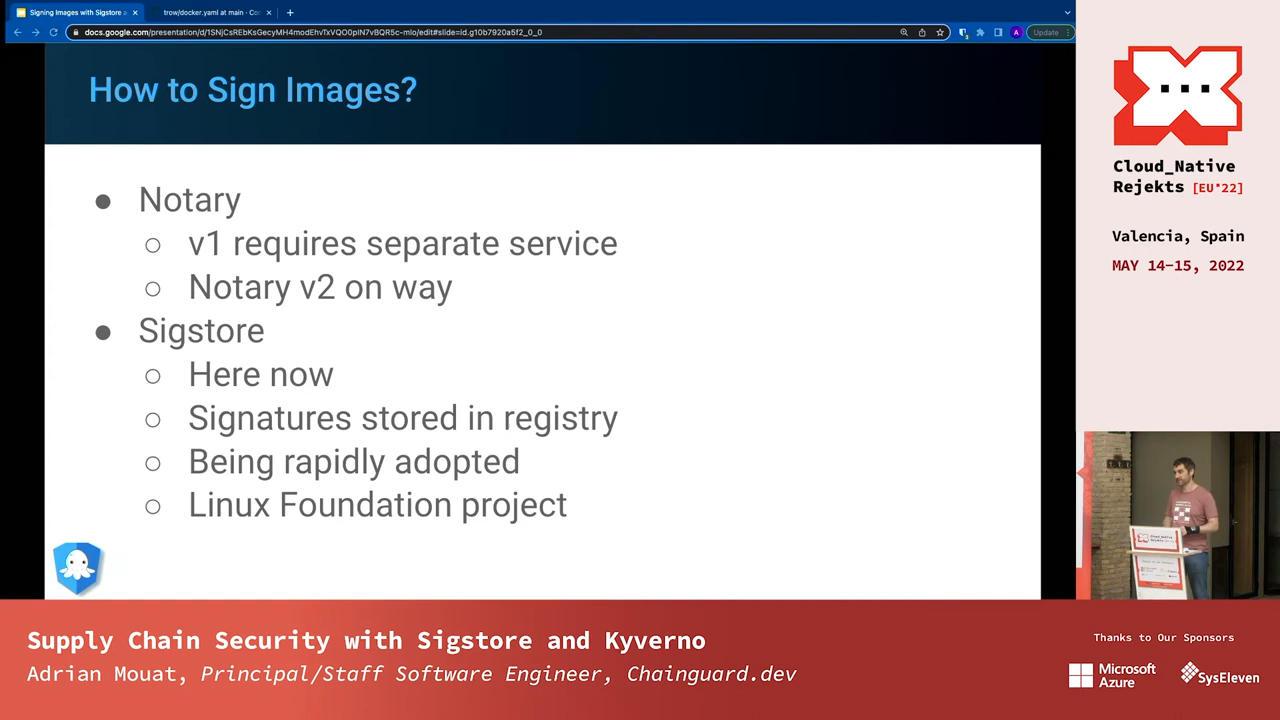 Signing Images with Sigstore a
trow/docker.yaml at main · Co
docs.google.com/presentation/d/1SNjCsREbKsGecyMH4modEhvTxVQO0pIN7vBQR5c-mlo/edit#slide=id.g10b7920a5f2_0_0
A
Update
How to Sign Images?
● Notary
○ v1 requires separate service
○ Notary v2 on way
● Sigstore
○ Here now
○ Signatures stored in registry
○ Being rapidly adopted
○ Linux Foundation project
Cloud_Native
Rejekts [EU*22]
Valencia, Spain
MAY 14-15, 2022
Supply Chain Security with Sigstore and Kyverno
Adrian Mouat, Principal/Staff Software Engineer, Chainguard.dev
Thanks to Our Sponsors
Microsoft
Azure
SysEleven